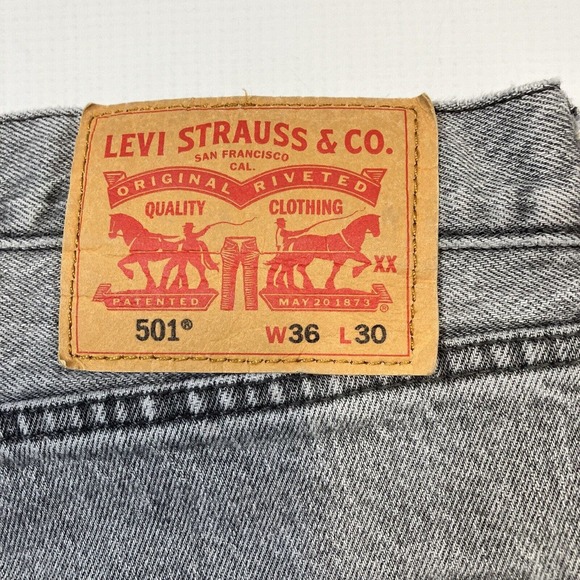 LEVI STRAUSS & CO.
SAN FRANCISCO
CAL.
ORIGINAL RIVETED
QUALITY CLOTHING
XX
PATENTED MAY 20 1873 ®
501® W36 L30